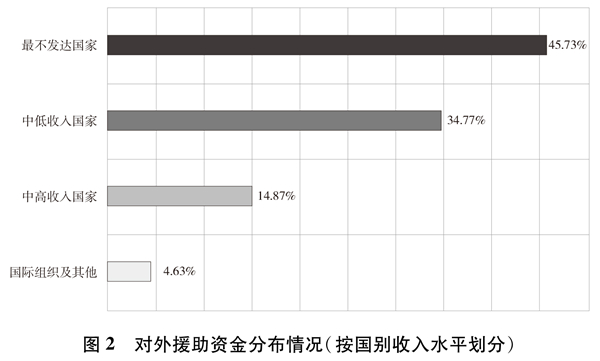 最不发达国家 45.73%
中低收入国家 34.77%
中高收入国家 14.87%
国际组织及其他 4.63%
图2 对外援助资金分布情况(按国别收入水平划分)